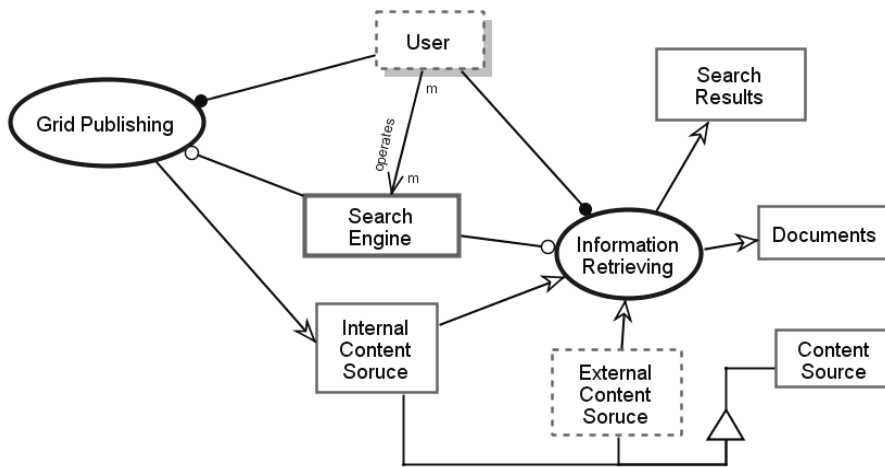 User
Search
Results
Grid Publishing
m
operates
m
Search
Engine
Information
Retrieving
Documents
Internal
Content
Soruce
External
Content
Soruce
Content
Source